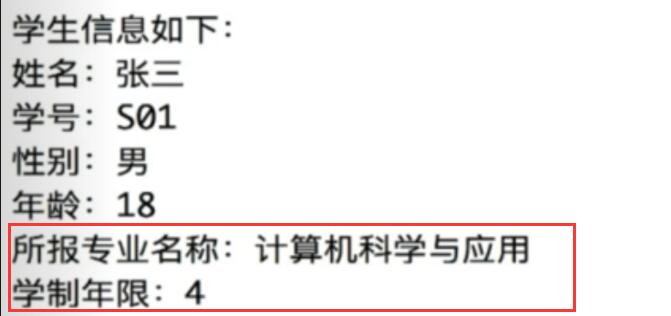 学生信息如下：
姓名：张三
学号：S01
性别：男
年龄：18
所报专业名称：计算机科学与应用
学制年限：4